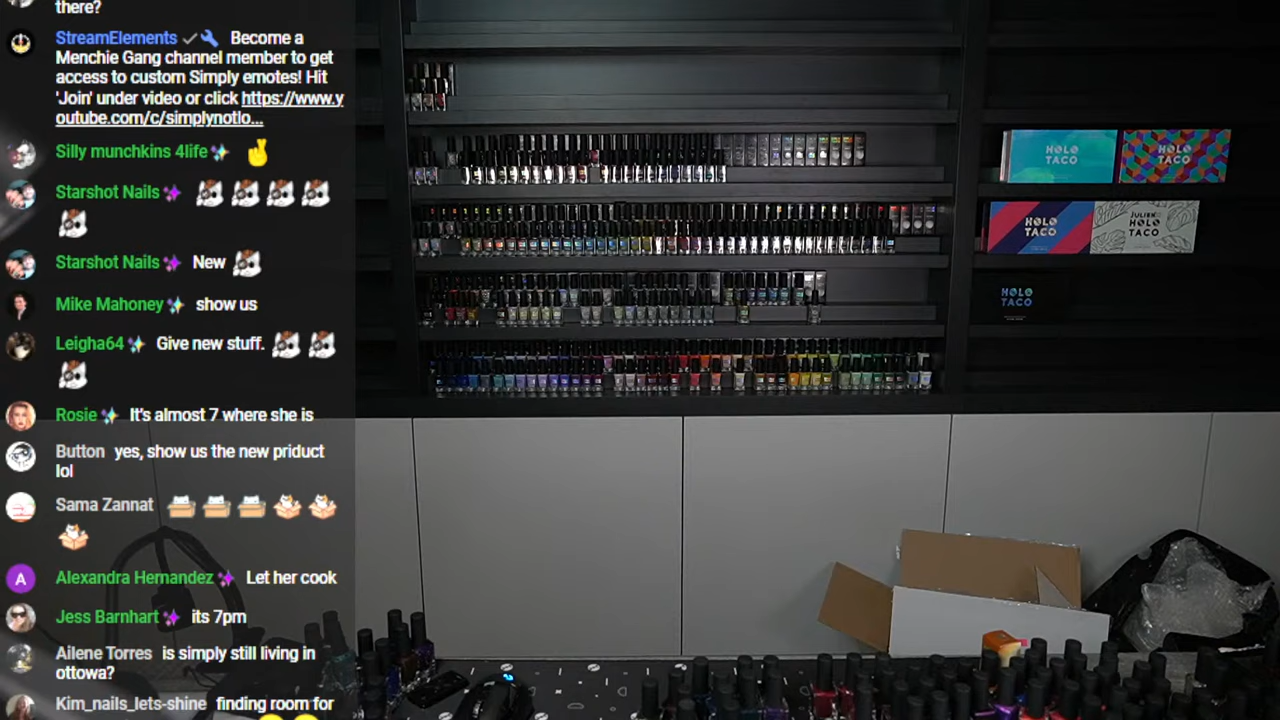 there?
StreamElements Become a
Menchie Gang channel member to get
access to custom Simply emotes! Hit
'Join' under video or click https://www.y
outube.com/c/simplynotlo...
Silly munchkins 4life
Starshot Nails
Starshot Nails New
Mike Mahoney show us
Leigha64 Give new stuff.
Rosie It's almost 7 where she is
Button yes, show us the new priduct
lol
Sama Zannat
A Alexandra Hernandez Let her cook
Jess Barnhart its 7pm
Ailene Torres is simply still living in
ottowa?
Kim_nails_lets-shine finding room for
HOLO
TACO
HOLO
TACO
HOLO
TACO
HOLO
TACO
HOLO
TACO